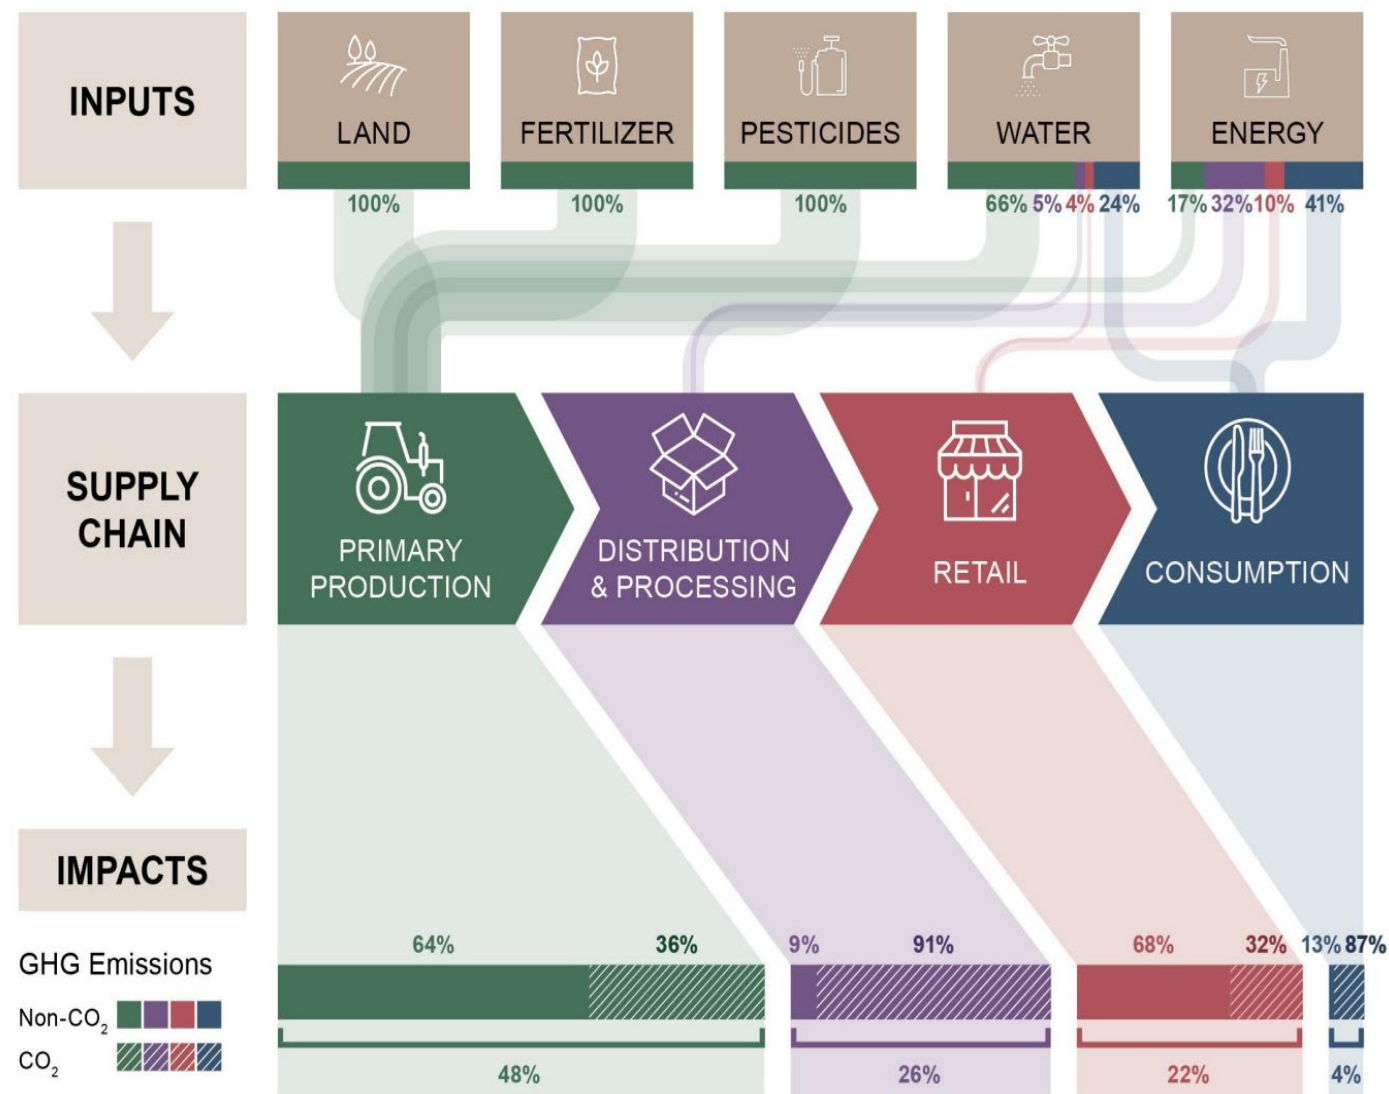 INPUTS
LAND
FERTILIZER
PESTICIDES
WATER
ENERGY
100%
100%
100%
66% 5% 4% 24%
17% 32% 10% 41%
SUPPLY
CHAIN
PRIMARY
PRODUCTION
DISTRIBUTION
& PROCESSING
RETAIL
CONSUMPTION
IMPACTS
64% 36%
9% 91%
68% 32%
13% 87%
GHG Emissions
Non-CO₂
CO₂
48%
26%
22%
4%